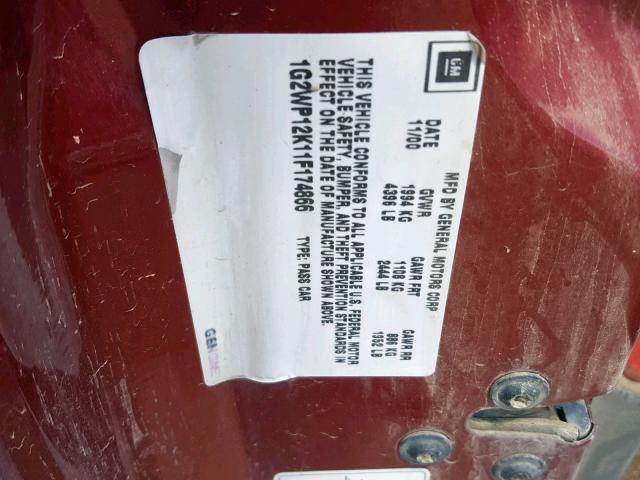 GM
MFD BY GENERAL MOTORS CORP
DATE GVWR GAWR FRT GAWR RR
11/00 1994 KG 1108 KG 886 KG
4396 LB 2444 LB 1952 LB
THIS VEHICLE CONFORMS TO ALL APPLICABLE U.S. FEDERAL MOTOR
VEHICLE SAFETY, BUMPER, AND THEFT PREVENTION STANDARDS IN
EFFECT ON THE DATE OF MANUFACTURE SHOWN ABOVE.
1G2WP12K11F174866 TYPE: PASS CAR
GENUINE